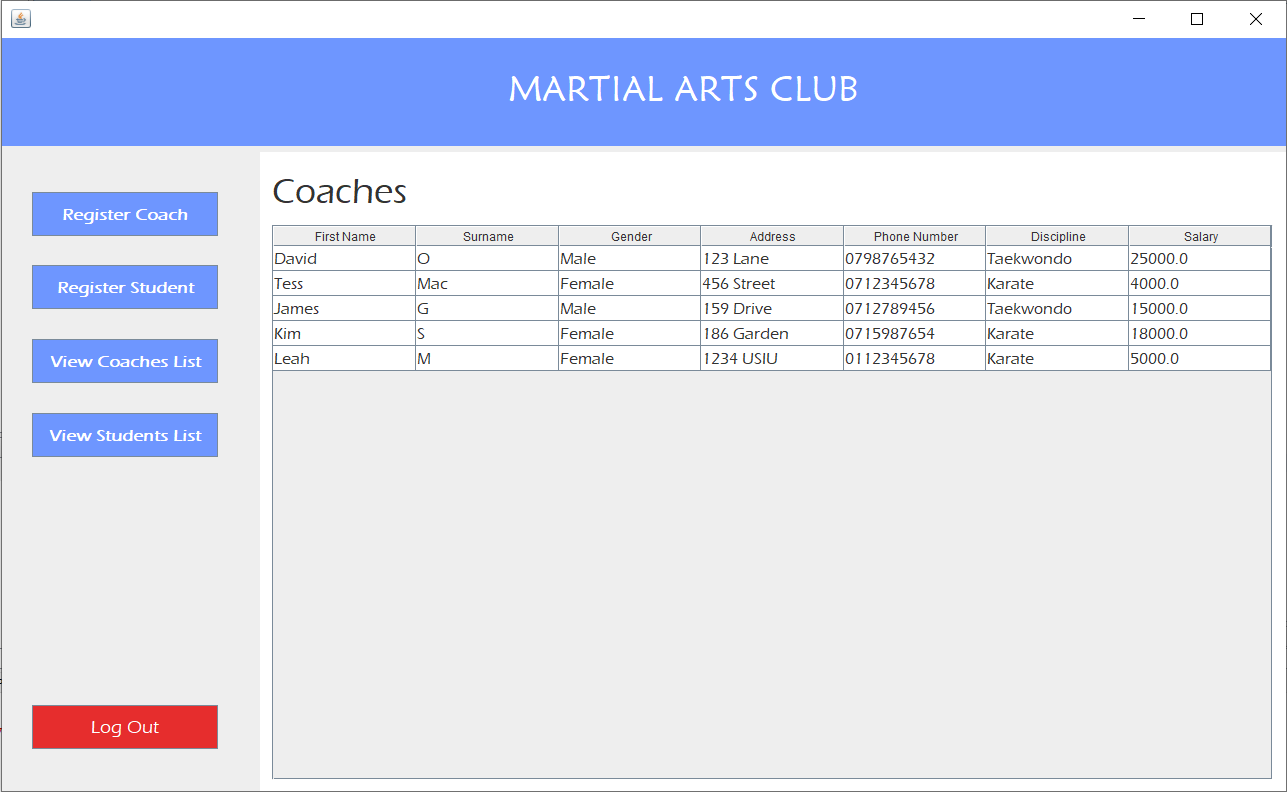 MARTIAL ARTS CLUB
Register Coach
Register Student
View Coaches List
View Students List
Log Out
Coaches
First Name Surname Gender Address Phone Number Discipline Salary
David O Male 123 Lane 0798765432 Taekwondo 25000.0
Tess Mac Female 456 Street 0712345678 Karate 4000.0
James G Male 159 Drive 0712789456 Taekwondo 15000.0
Kim S Female 186 Garden 0715987654 Karate 18000.0
Leah M Female 1234 USIU 0112345678 Karate 5000.0